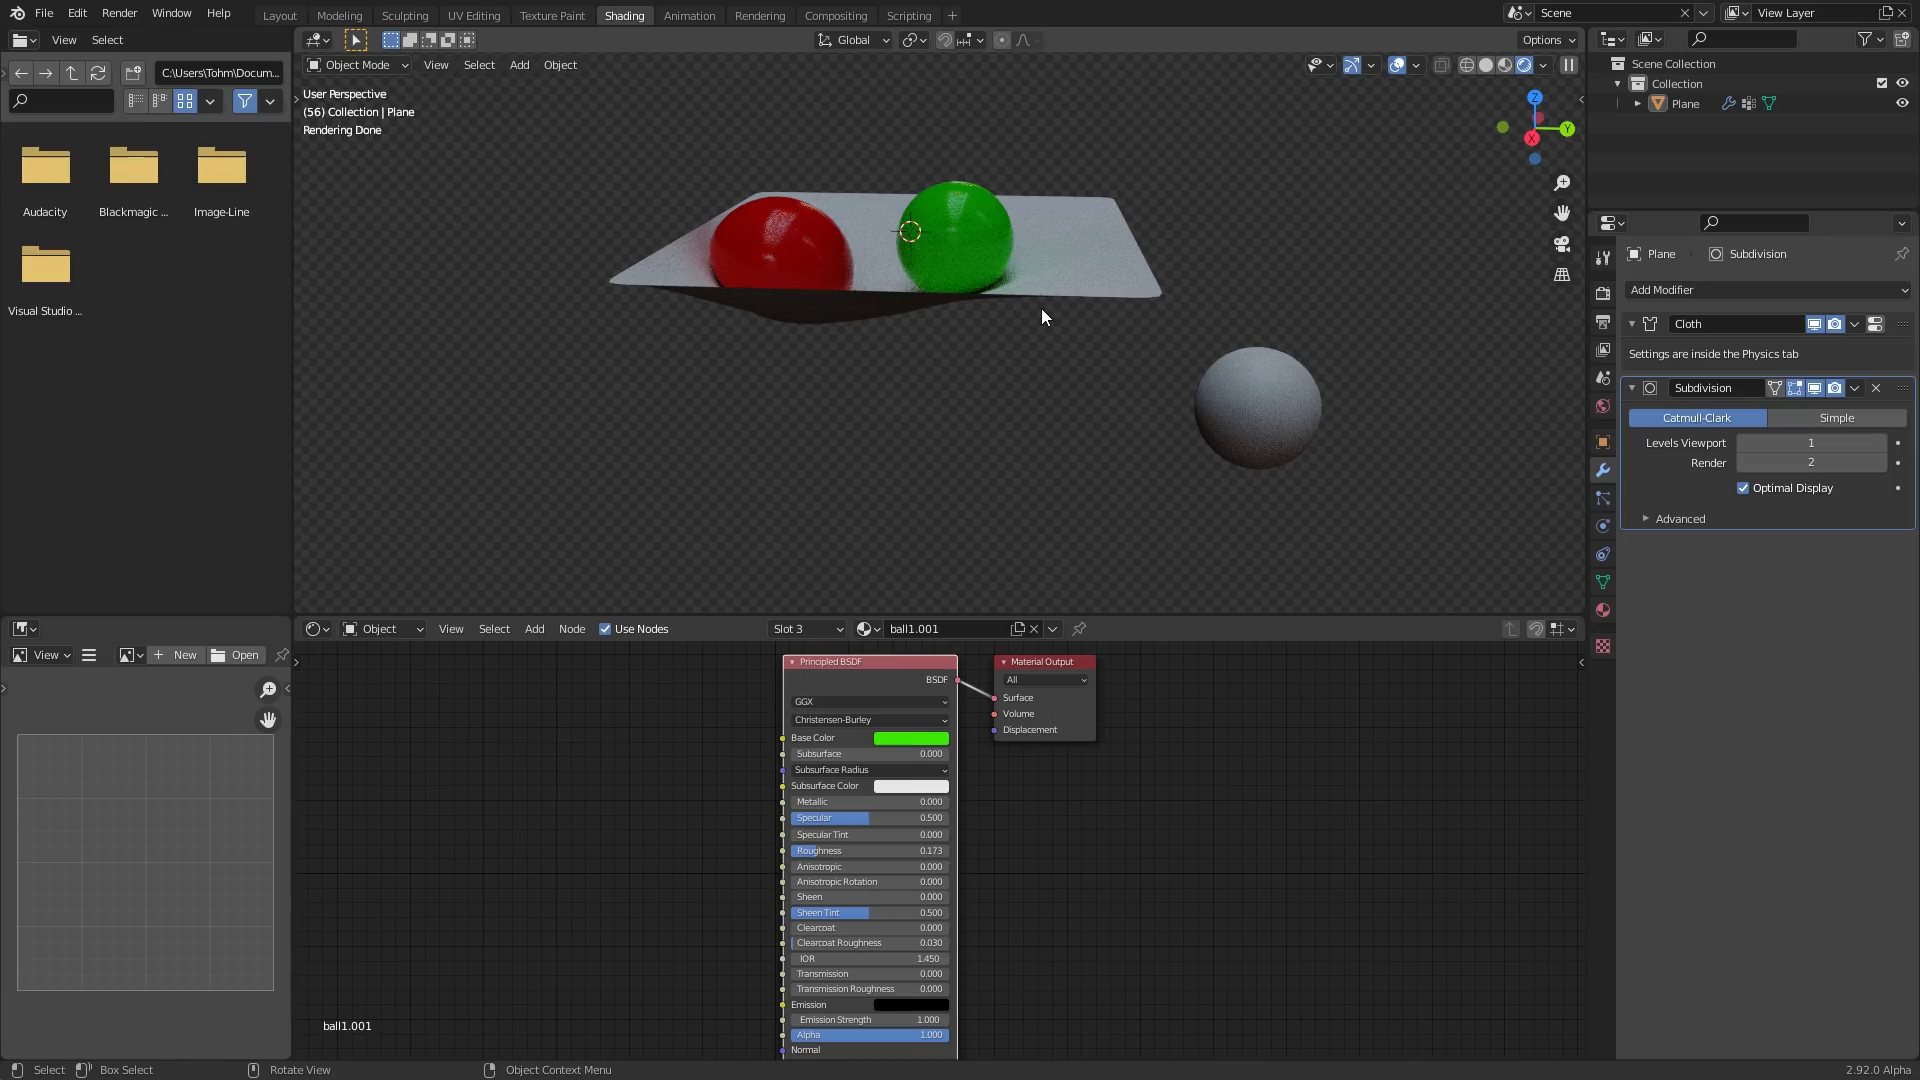 File Edit Render Window Help
Layout Modeling Sculpting UV Editing Texture Paint Shading Animation Rendering Compositing Scripting +
Scene
View Layer
View Select
Global
Options
C:\Users\Tohm\Docum...
Object Mode View Select Add Object
User Perspective
(56) Collection | Plane
Rendering Done
Audacity
Blackmagic ...
Image-Line
Visual Studio ...
Z
Y
X
Scene Collection
Collection
Plane
Plane Subdivision
Add Modifier
Cloth
Settings are inside the Physics tab
Subdivision
Catmull-Clark Simple
Levels Viewport 1
Render 2
Optimal Display
Advanced
View New Open
Object View Select Add Node Use Nodes Slot 3 ball1.001
Principled BSDF
BSDF
GGX
Christensen-Burley
Base Color
Subsurface 0.000
Subsurface Radius
Subsurface Color
Metallic 0.000
Specular 0.500
Specular Tint 0.000
Roughness 0.173
Anisotropic 0.000
Anisotropic Rotation 0.000
Sheen 0.000
Sheen Tint 0.500
Clearcoat 0.000
Clearcoat Roughness 0.030
IOR 1.450
Transmission 0.000
Transmission Roughness 0.000
Emission
Emission Strength 1.000
Alpha 1.000
Normal
Material Output
All
Surface
Volume
Displacement
ball1.001
Select Box Select Rotate View Object Context Menu
2.92.0 Alpha